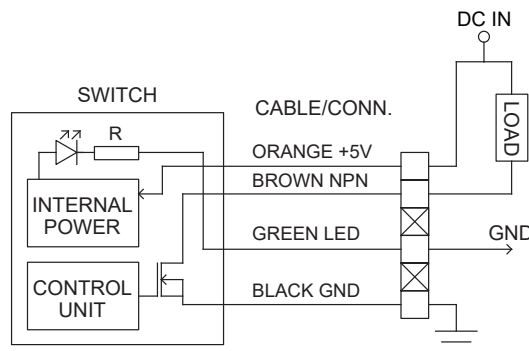 DC IN
SWITCH
CABLE/CONN.
LOAD
R
ORANGE +5V
BROWN NPN
INTERNAL
POWER
GREEN LED
GND
CONTROL
UNIT
BLACK GND